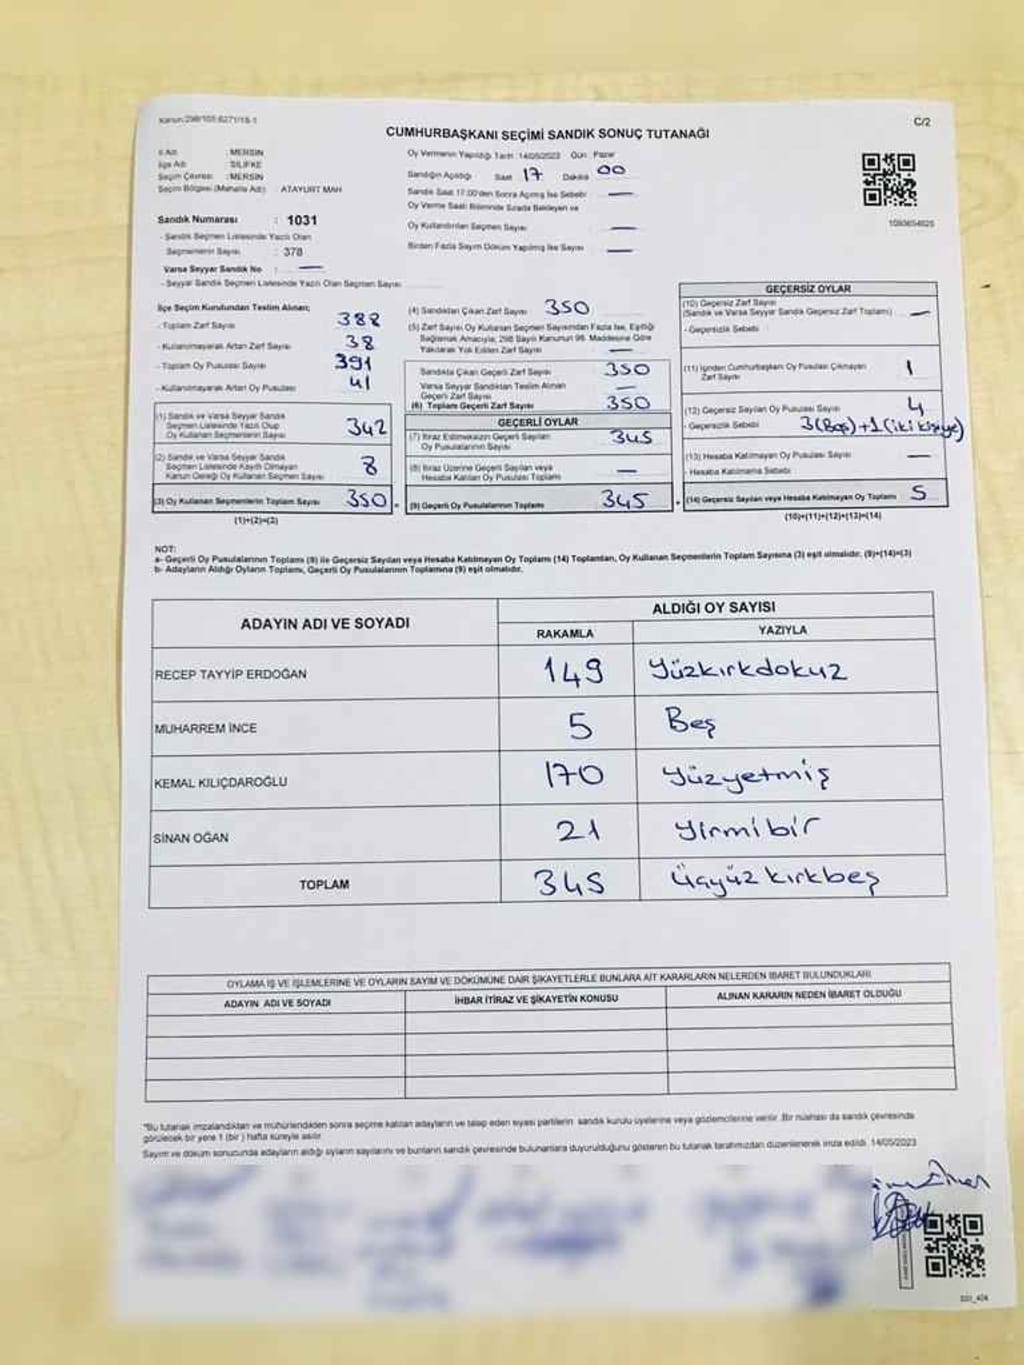 Kanun:298/105;6271/18-1
C/2
CUMHURBAŞKANI SEÇİMİ SANDIK SONUÇ TUTANAĞI
İl Adı : MERSİN
İlçe Adı : SİLİFKE
Seçim Çevresi : MERSİN
Seçim Bölgesi (Mahalle Adı) : ATAYURT MAH
Sandık Numarası : 1031
- Sandık Seçmen Listesinde Yazılı Olan
Seçmenlerin Sayısı : 378
Varsa Seyyar Sandık No : —
- Seyyar Sandık Seçmen Listesinde Yazılı Olan Seçmen Sayısı
Oy Vermenin Yapıldığı Tarih : 14/05/2023 Gün : Pazar
Sandığın Açıldığı Saat 17 Dakika 00
Sandık Saat 17:00'den Sonra Açılmış İse Sebebi —
Oy Verme Saati Bitiminde Sırada Bekleyen ve
Oy Kullandırılan Seçmen Sayısı —
Birden Fazla Sayım Döküm Yapılmış İse Sayısı —
İlçe Seçim Kurulundan Teslim Alınan;
- Toplam Zarf Sayısı 388
- Kullanılmayarak Artan Zarf Sayısı 38
- Toplam Oy Pusulası Sayısı 391
- Kullanılmayarak Artan Oy Pusulası 41
(1) Sandık ve Varsa Seyyar Sandık
Seçmen Listesinde Yazılı Olup
Oy Kullanan Seçmenlerin Sayısı 342
(2) Sandık ve Varsa Seyyar Sandık
Seçmen Listesinde Kayıtlı Olmayan
Kanun Gereği Oy Kullanan Seçmen Sayısı 8
(3) Oy Kullanan Seçmenlerin Toplam Sayısı 350
(1)+(2)=(3)
(4) Sandıktan Çıkan Zarf Sayısı 350
(5) Zarf Sayısı Oy Kullanan Seçmen Sayısından Fazla İse, Eşitliği
Sağlamak Amacıyla, 298 Sayılı Kanunun 98. Maddesine Göre
Yakılarak Yok Edilen Zarf Sayısı —
Sandıkta Çıkan Geçerli Zarf Sayısı 350
Varsa Seyyar Sandıktan Teslim Alınan
Geçerli Zarf Sayısı —
(6) Toplam Geçerli Zarf Sayısı 350
GEÇERLİ OYLAR
(7) İtiraz Edilmeksizin Geçerli Sayılan
Oy Pusulalarının Sayısı 345
(8) İtiraz Üzerine Geçerli Sayılan veya
Hesaba Katılan Oy Pusulaları Toplamı —
(9) Geçerli Oy Pusulalarının Toplamı 345
GEÇERSİZ OYLAR
(10) Geçersiz Zarf Sayısı
(Sandık ve Varsa Seyyar Sandık Geçersiz Zarf Toplamı) —
- Geçersizlik Sebebi
(11) İçinden Cumhurbaşkanı Oy Pusulası Çıkmayan
Zarf Sayısı 1
(12) Geçersiz Sayılan Oy Pusulası Sayısı 4
- Geçersizlik Sebebi 3(Boş)+1(iki kişiye)
(13) Hesaba Katılmayan Oy Pusulası Sayısı —
- Hesaba Katılmama Sebebi
(14) Geçersiz Sayılan veya Hesaba Katılmayan Oy Toplamı 5
(10)+(11)+(12)+(13)=(14)
NOT:
a- Geçerli Oy Pusulalarının Toplamı (9) ile Geçersiz Sayılan veya Hesaba Katılmayan Oy Toplamı (14) Toplamları, Oy Kullanan Seçmenlerin Toplam Sayısına (3) eşit olmalıdır. (9)+(14)=(3)
b- Adayların Aldığı Oyların Toplamı, Geçerli Oy Pusulalarının Toplamına (9) eşit olmalıdır.
ADAYIN ADI VE SOYADI
ALDIĞI OY SAYISI
RAKAMLA YAZIYLA
RECEP TAYYİP ERDOĞAN 149 Yüzkırkdokuz
MUHARREM İNCE 5 Beş
KEMAL KILIÇDAROĞLU 170 Yüzyetmiş
SİNAN OĞAN 21 Yirmibir
TOPLAM 345 Üçyüz kırkbeş
OYLAMA İŞ VE İŞLEMLERİNE VE OYLARIN SAYIM VE DÖKÜMÜNE DAİR ŞİKAYETLERLE BUNLARA AİT KARARLARIN NELERDEN İBARET BULUNDUKLARI
ADAYIN ADI VE SOYADI İHBAR İTİRAZ VE ŞİKAYETİN KONUSU ALINAN KARARIN NEDEN İBARET OLDUĞU
*Bu tutanak imzalandıktan ve mühürlendikten sonra seçime katılan adayların ve talep eden siyasi partilerin sandık kurulu üyelerine veya gözlemcilerine verilir. Bir nüshası da sandık çevresinde
görülecek bir yere 1 (bir) hafta süreyle asılır.
Sayım ve döküm sonucunda adayların aldığı oyların sayılarını ve bunların sandık çevresinde bulunanlara duyurulduğunu gösteren bu tutanak tarafımızdan düzenlenerek imza edildi. 14/05/2023